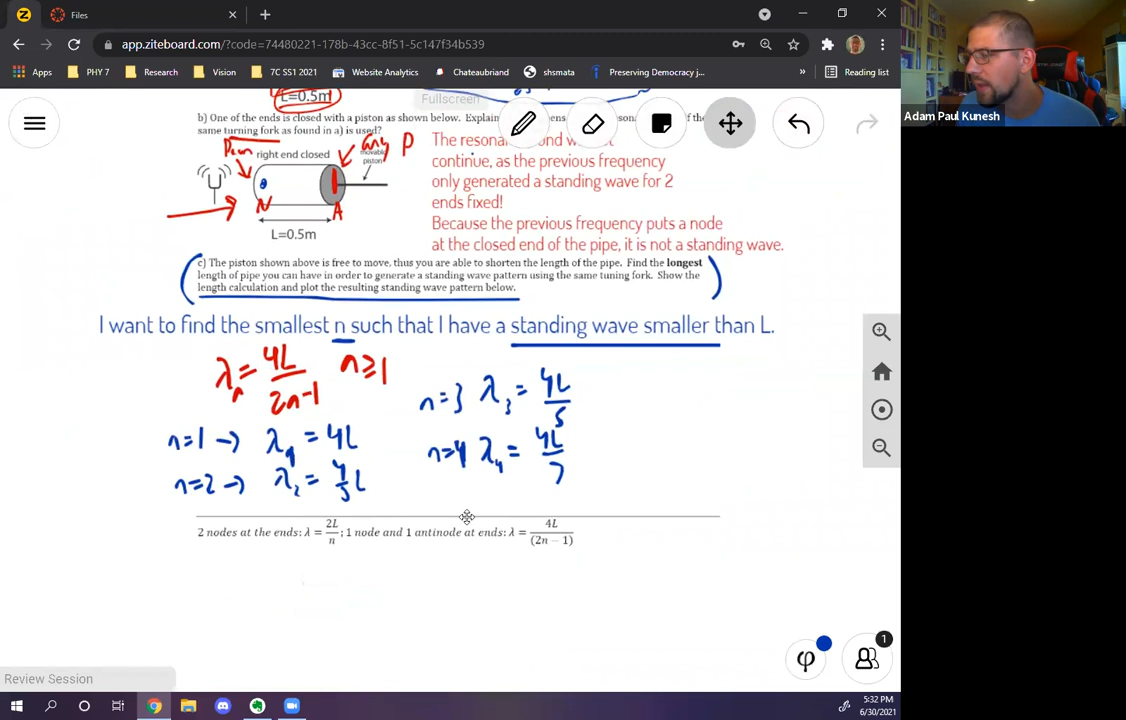 Files
app.ziteboard.com/?code=74480221-178b-43cc-8f51-5c147f34b539
Apps
PHY 7
Research
Vision
7C SS1 2021
Website Analytics
Chateaubriand
shsmata
Preserving Democracy j...
»
Reading list
Adam Paul Kunesh
L=0.5m
Fullscreen
b) One of the ends is closed with a piston as shown below. Explain
same turning fork as found in a) is used?
right end closed
any P
movable
piston
N
A
L=0.5m
The resona
continue, as the previous frequency
only generated a standing wave for 2
ends fixed!
Because the previous frequency puts a node
at the closed end of the pipe, it is not a standing wave.
c) The piston shown above is free to move, thus you are able to shorten the length of the pipe. Find the longest
length of pipe you can have in order to generate a standing wave pattern using the same tuning fork. Show the
length calculation and plot the resulting standing wave pattern below.
I want to find the smallest n such that I have a standing wave smaller than L.
λn = 4L/2n-1 n≥1
n=1 → λ1 = 4L
n=2 → λ2 = 4/3 L
n=3 λ3 = 4L/5
n=4 λ4 = 4L/7
2 nodes at the ends: λ = 2L/n; 1 node and 1 antinode at ends: λ = 4L/(2n − 1)
φ
1
Review Session
5:32 PM
6/30/2021